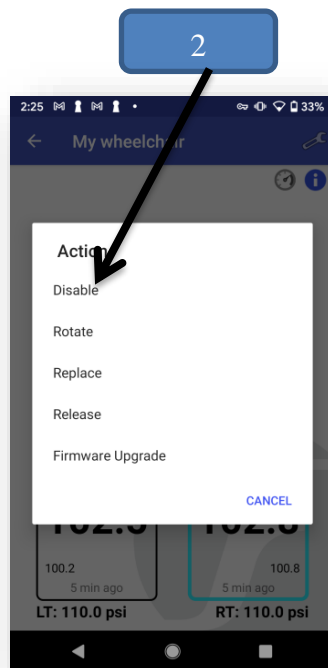 2
2:25 33%
My wheelchair
Action
Disable
Rotate
Replace
Release
Firmware Upgrade
CANCEL
100.2 100.8
5 min ago 5 min ago
LT: 110.0 psi RT: 110.0 psi